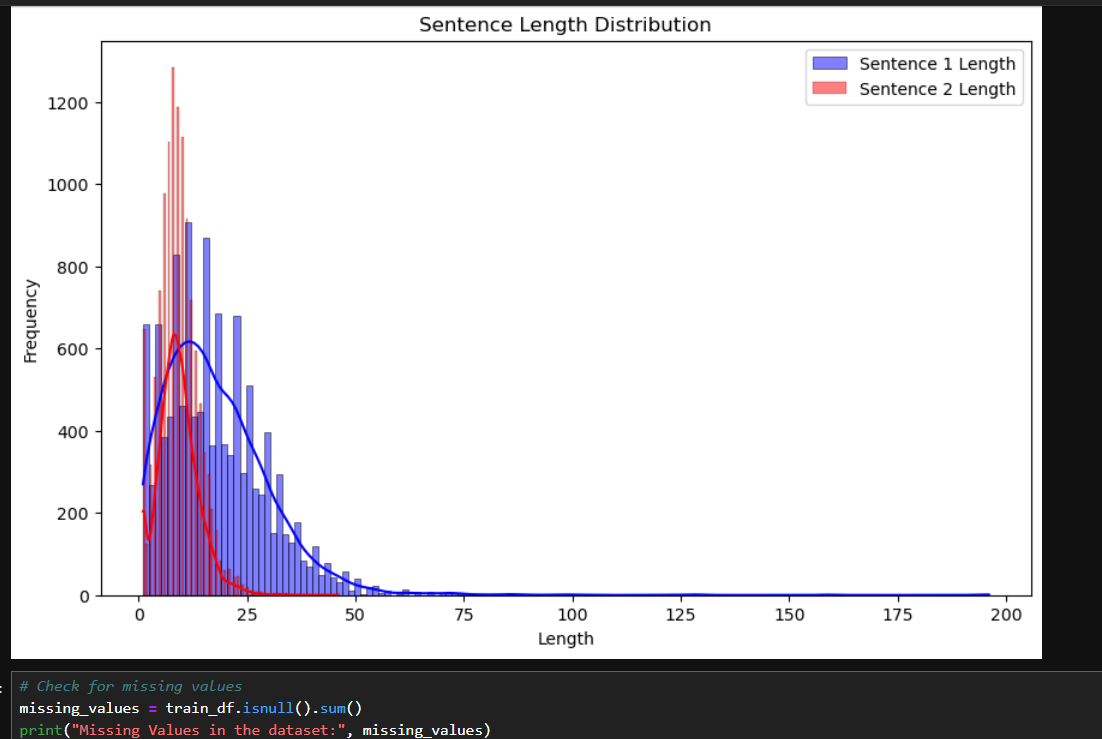 Sentence Length Distribution
Sentence 1 Length
Sentence 2 Length
1200
1000
800
600
400
200
0
Frequency
0 25 50 75 100 125 150 175 200
Length
:
# Check for missing values
missing_values = train_df.isnull().sum()
print("Missing Values in the dataset:", missing_values)